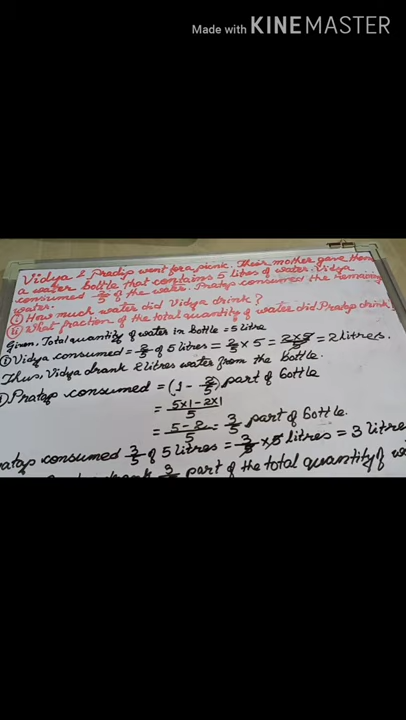 Made with KINEMASTER
Vidya & Pradip went for a picnk. Their mother gave them
a water bottle that contains 5 litres of water. Vidya
consumed 2/5 of the water. Pratap consumed the remaining
water.
(i) How much water did Vidya drink?
(ii) What fraction of the total quantity of water did Pratap drink
Given, Total quantity of water in bottle = 5 litre
(i) Vidya consumed = 2/5 of 5 litres = 2/5 × 5 = 2×5/5 = 2 litres.
Thus, Vidya drank 2 litres water from the bottle.
) Pratap consumed = (1 - 2/5) part of bottle
= 5×1-2×1/5
= 5-2/5 = 3/5 part of bottle.
ratap consumed 3/5 of 5 litres = 3/5 × 5 litres = 3 litre
3 part of the total quantity of w